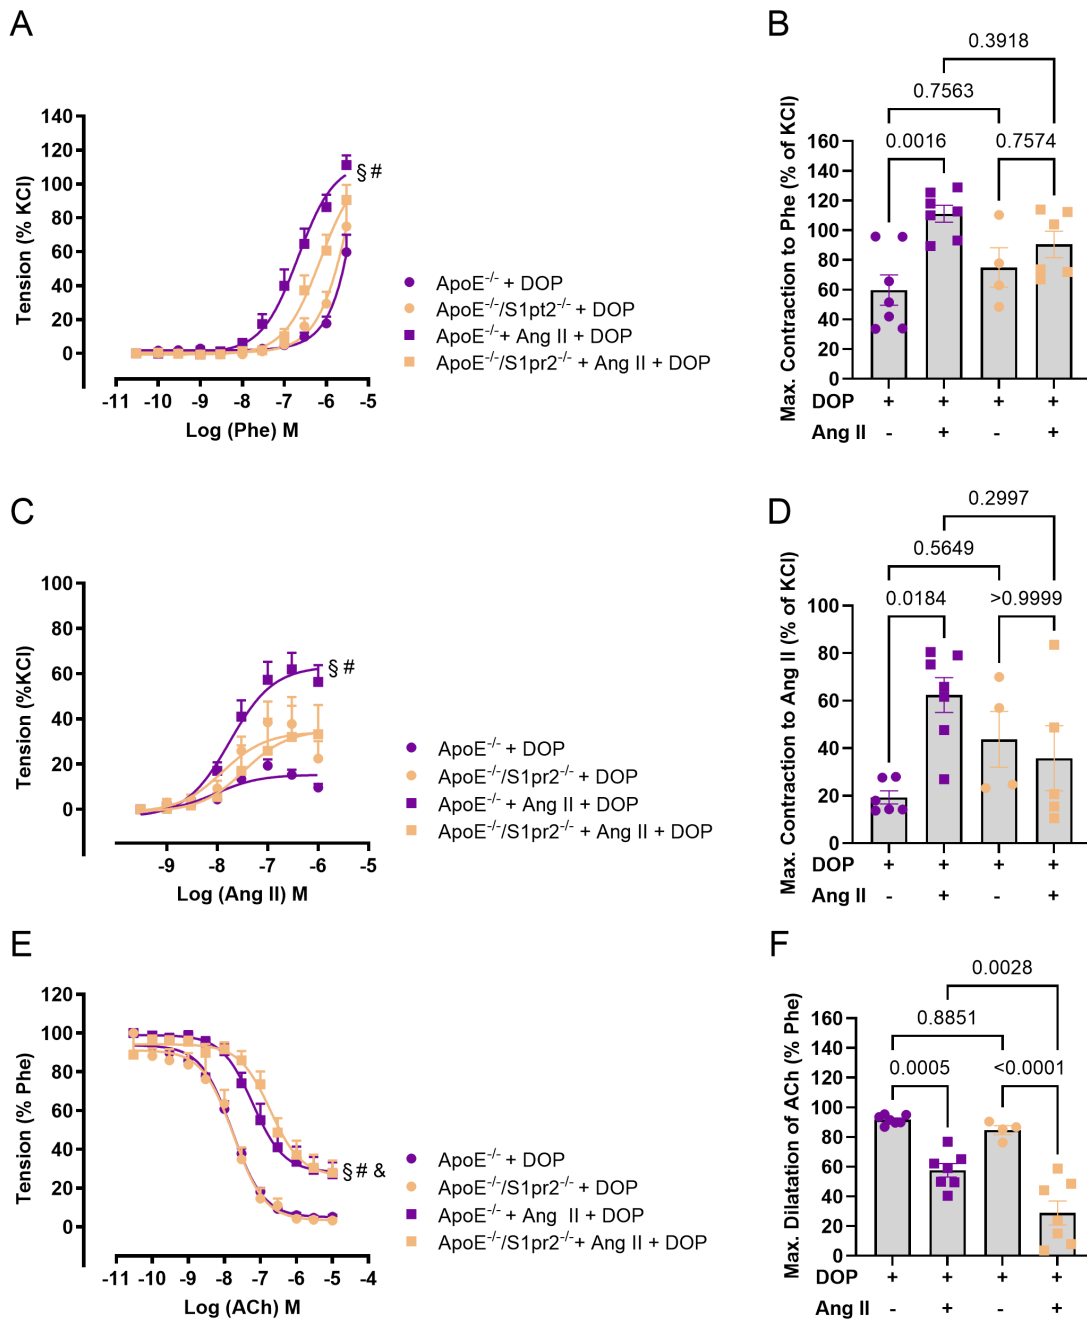 A
140
120
100
80
60
40
20
0
Tension (% KCl)
-11 -10 -9 -8 -7 -6 -5
Log (Phe) M
§ #
ApoE-/- + DOP
ApoE-/-/S1pt2-/- + DOP
ApoE-/- + Ang II + DOP
ApoE-/-/S1pr2-/- + Ang II + DOP
B
0.3918
0.7563
0.0016 0.7574
160
140
120
100
80
60
40
20
0
Max. Contraction to Phe (% of KCl)
DOP + + + +
Ang II - + - +
C
100
80
60
40
20
0
Tension (%KCl)
-9 -8 -7 -6 -5
Log (Ang II) M
§ #
ApoE-/- + DOP
ApoE-/-/S1pr2-/- + DOP
ApoE-/- + Ang II + DOP
ApoE-/-/S1pr2-/- + Ang II + DOP
D
0.2997
0.5649
0.0184 >0.9999
100
80
60
40
20
0
Max. Contraction to Ang II (% of KCl)
DOP + + + +
Ang II - + - +
E
120
100
80
60
40
20
0
Tension (% Phe)
-11 -10 -9 -8 -7 -6 -5 -4
Log (ACh) M
§ # &
ApoE-/- + DOP
ApoE-/-/S1pr2-/- + DOP
ApoE-/- + Ang II + DOP
ApoE-/-/S1pr2-/- + Ang II + DOP
F
0.0028
0.8851
0.0005 <0.0001
160
140
120
100
80
60
40
20
0
Max. Dilatation of ACh (% Phe)
DOP + + + +
Ang II - + - +